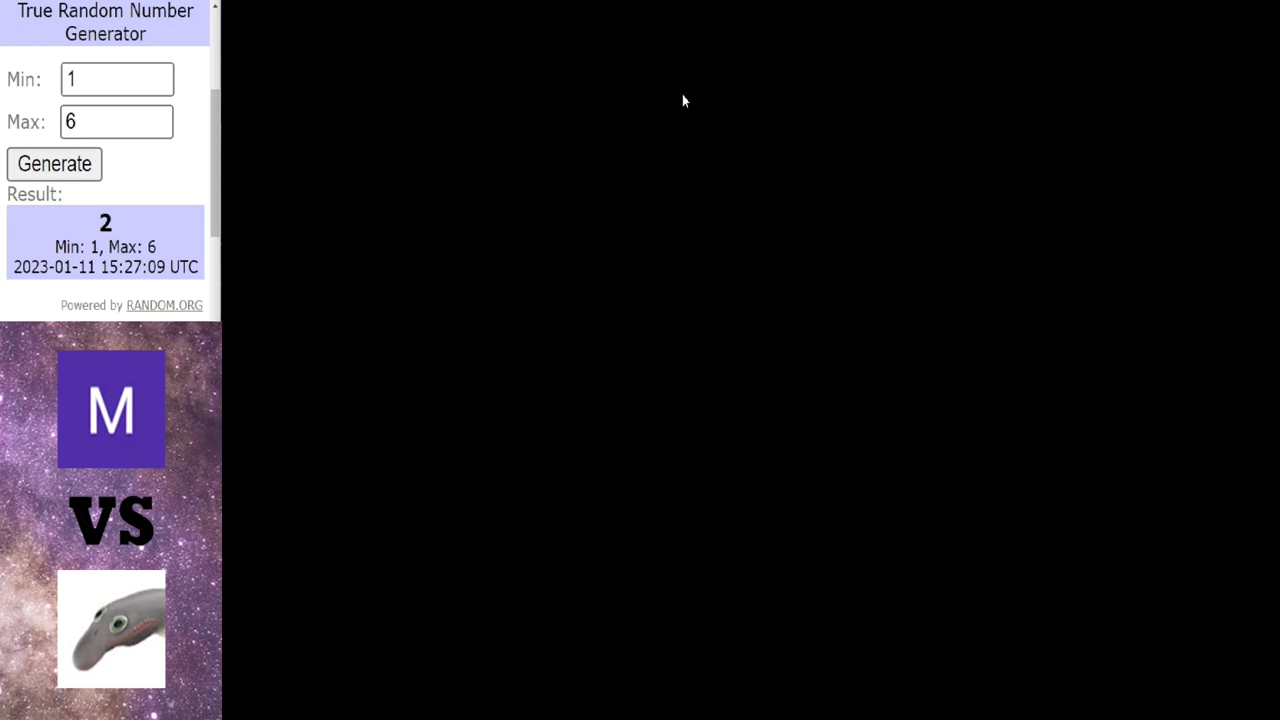 True Random Number
Generator
Min: 1
Max: 6
Generate
Result:
2
Min: 1, Max: 6
2023-01-11 15:27:09 UTC
Powered by RANDOM.ORG
M
VS